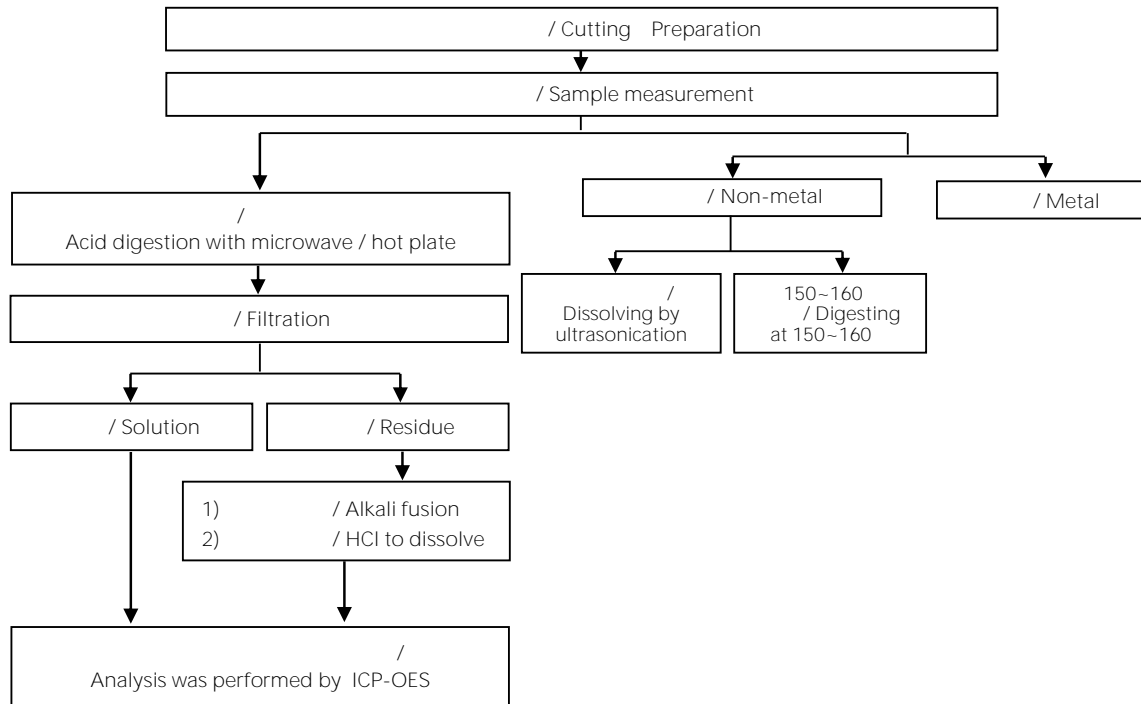 / Cutting Preparation
/ Sample measurement
/
Acid digestion with microwave / hot plate
/ Non-metal
/ Metal
/
Dissolving by
ultrasonication
150~160
/ Digesting
at 150~160
/ Filtration
/ Solution
/ Residue
1) / Alkali fusion
2) / HCl to dissolve
/
Analysis was performed by ICP-OES